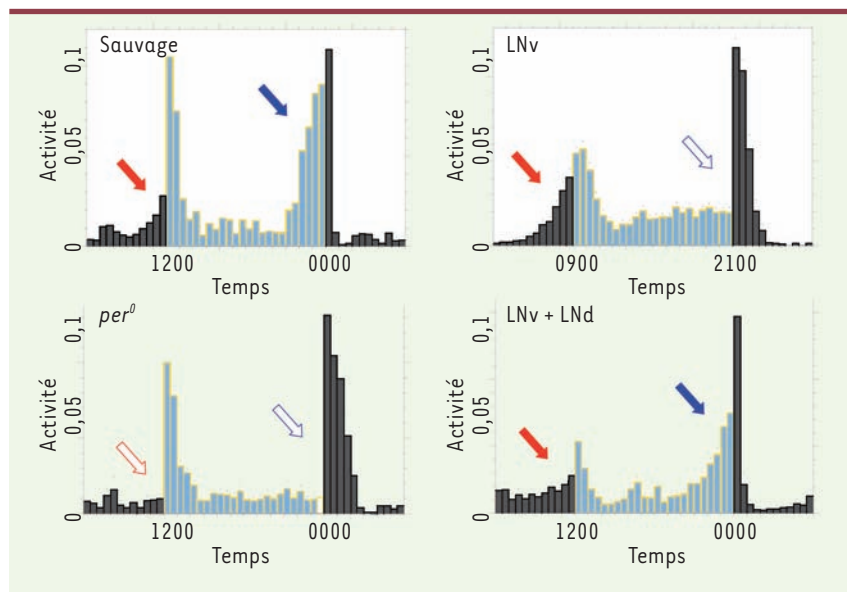 Sauvage
Activité
0,1
0,05
0
1200
0000
Temps
LNv
Activité
0,1
0,05
0
0900
2100
Temps
per⁰
Activité
0,1
0,05
0
1200
0000
Temps
LNv + LNd
Activité
0,1
0,05
0
1200
0000
Temps